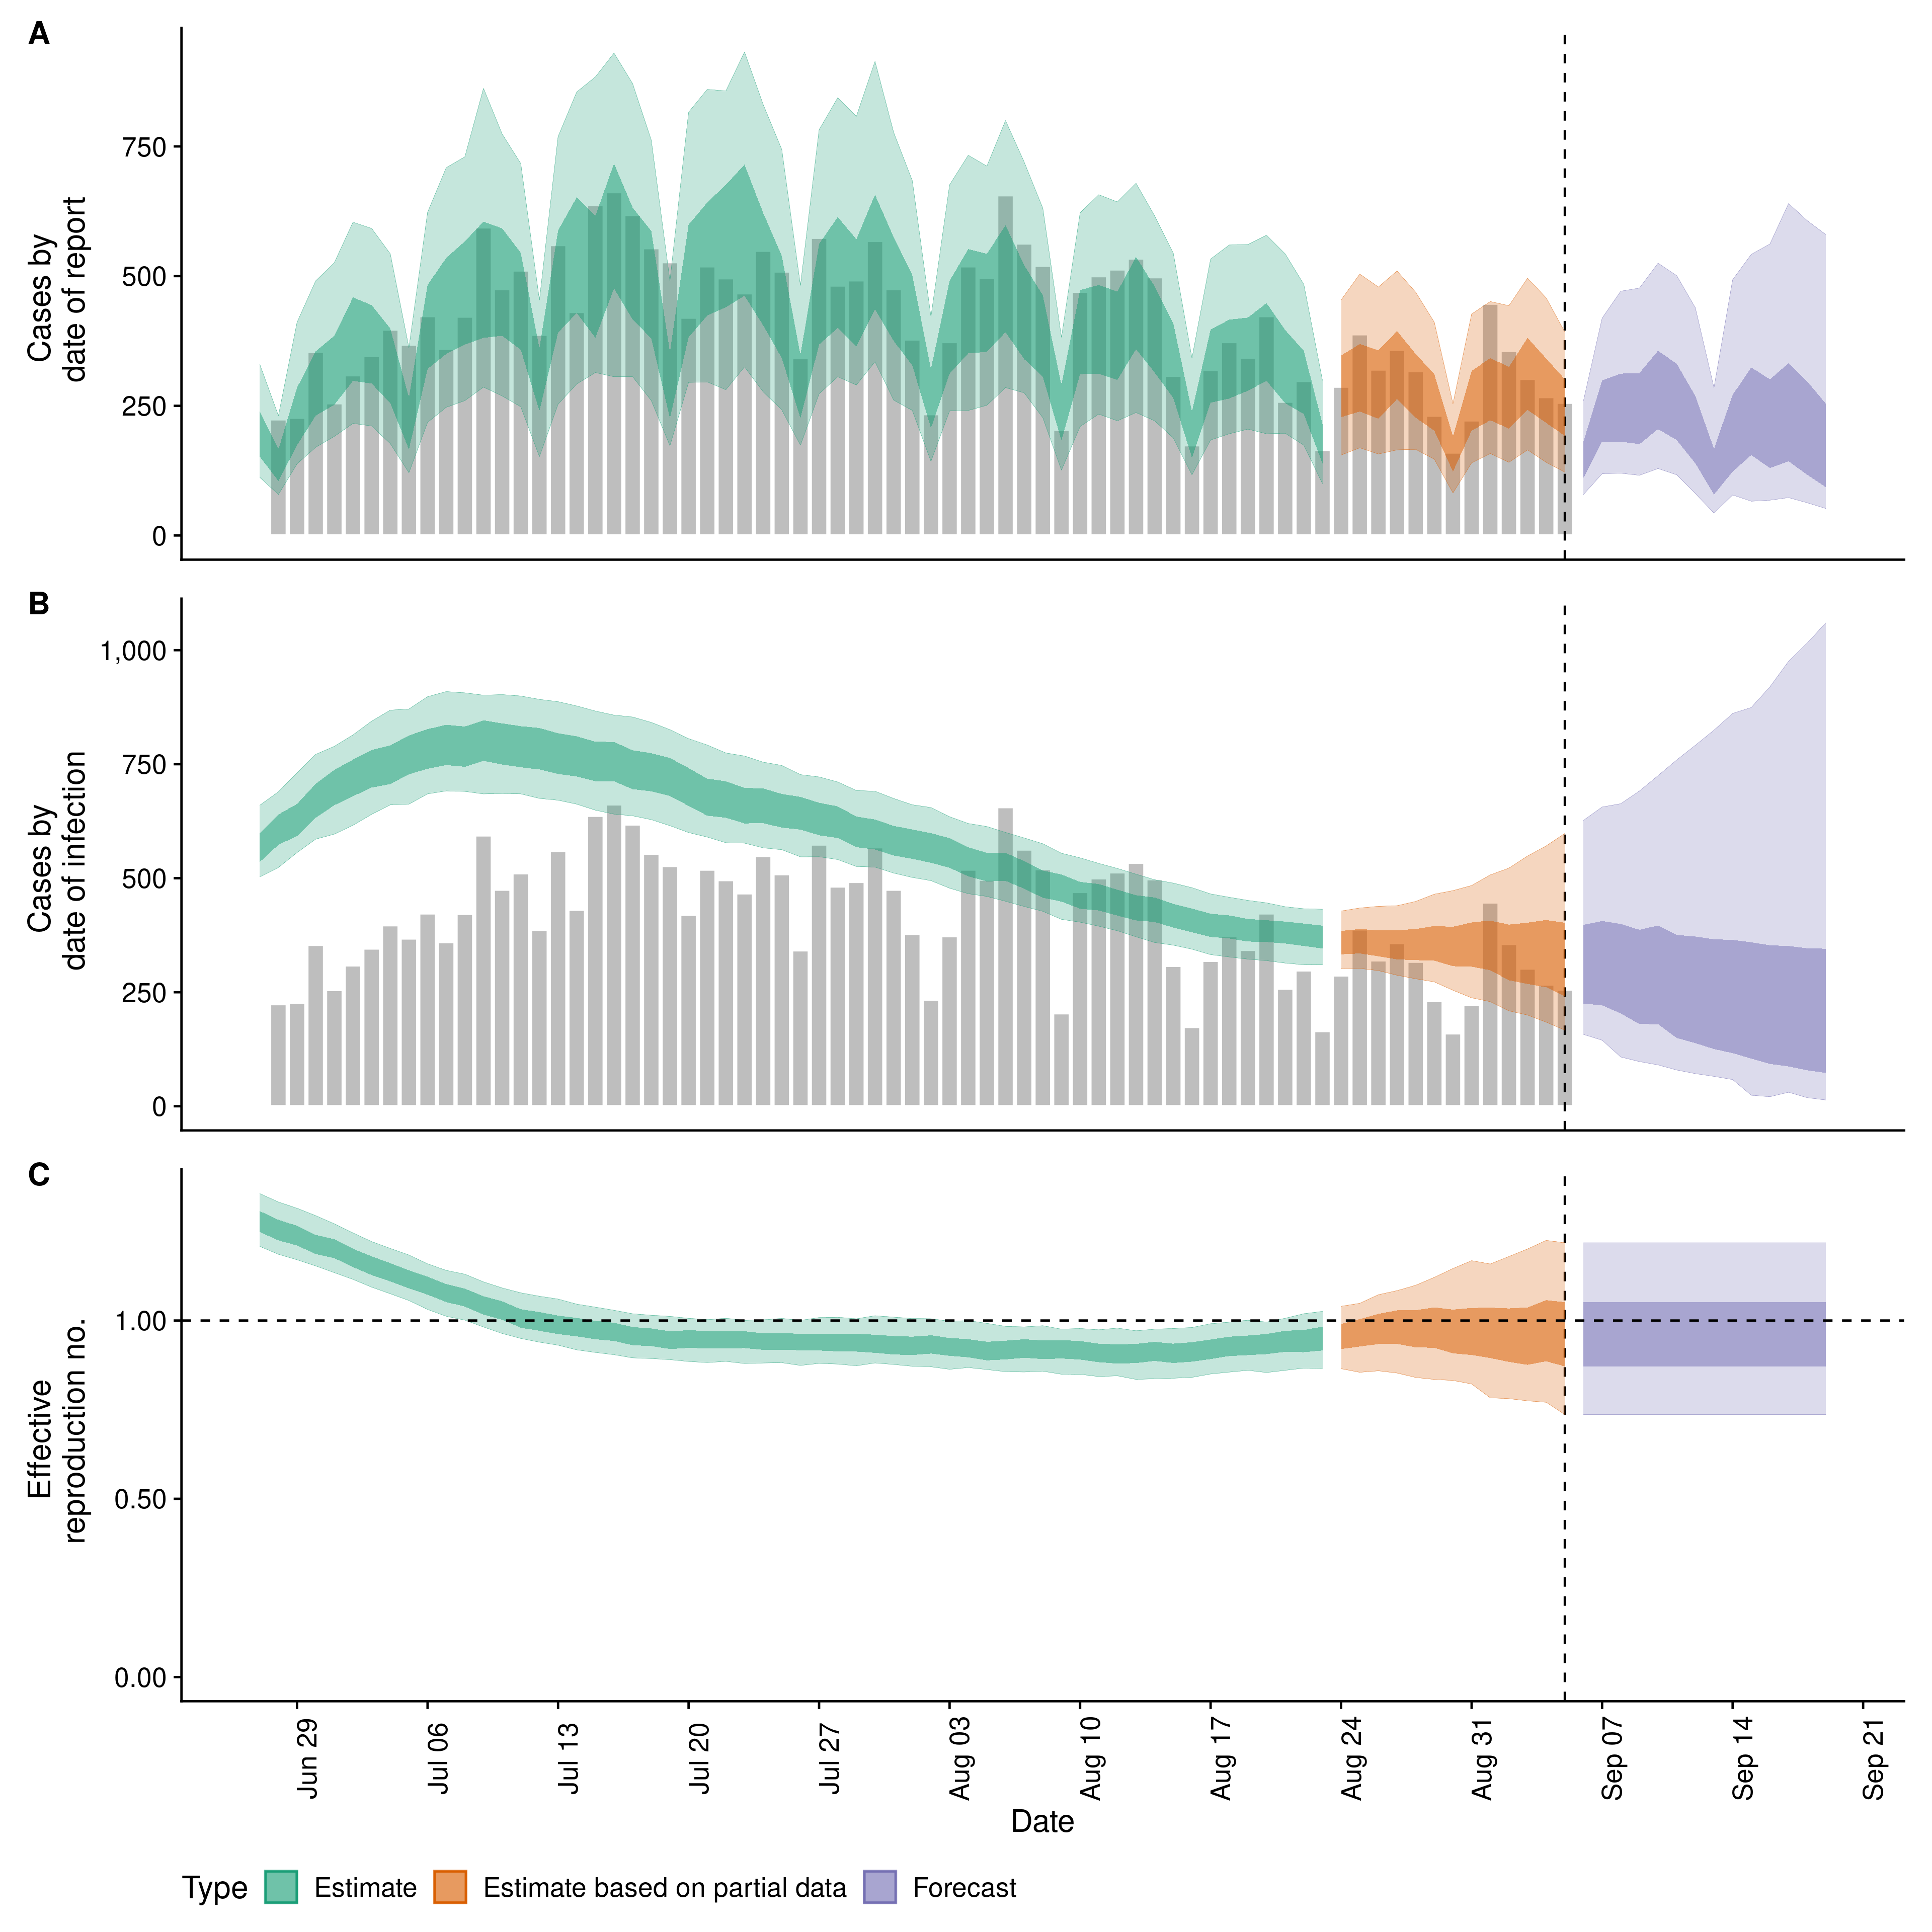 A
Cases by
date of report
750
500
250
0
B
Cases by
date of infection
1,000
750
500
250
0
C
Effective
reproduction no.
1.00
0.50
0.00
Jun 29
Jul 06
Jul 13
Jul 20
Jul 27
Aug 03
Aug 10
Aug 17
Aug 24
Aug 31
Sep 07
Sep 14
Sep 21
Date
Type Estimate Estimate based on partial data Forecast